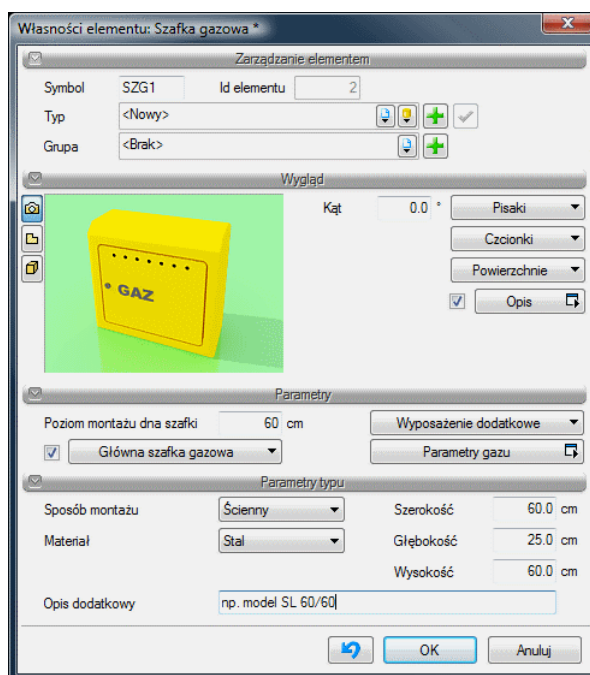 Własności elementu: Szafka gazowa *
Zarządzanie elementem
Symbol SZG1 Id elementu 2
Typ <Nowy>
Grupa <Brak>
Wygląd
Kąt 0.0 ° Pisaki
Czcionki
Powierzchnie
Opis
GAZ
Parametry
Poziom montażu dna szafki 60 cm Wyposażenie dodatkowe
Główna szafka gazowa Parametry gazu
Parametry typu
Sposób montażu Ścienny Szerokość 60.0 cm
Materiał Stal Głębokość 25.0 cm
Wysokość 60.0 cm
Opis dodatkowy np. model SL 60/60
OK Anuluj